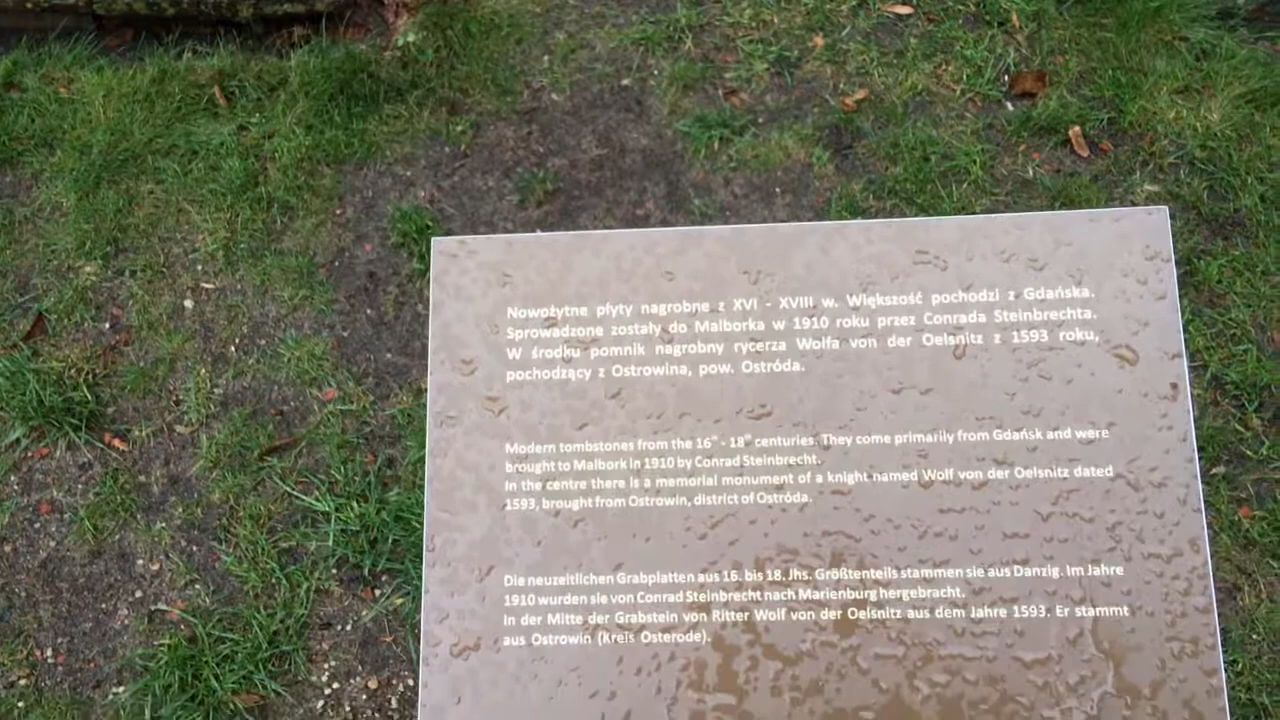 Nowożytne płyty nagrobne z XVI - XVIII w. Większość pochodzi z Gdańska.
Sprowadzone zostały do Malborka w 1910 roku przez Conrada Steinbrechta.
W środku pomnik nagrobny rycerza Wolfa von der Oelsnitz z 1593 roku,
pochodzący z Ostrowina, pow. Ostróda.
Modern tombstones from the 16th - 18th centuries. They come primarily from Gdańsk and were
brought to Malbork in 1910 by Conrad Steinbrecht.
In the centre there is a memorial monument of a knight named Wolf von der Oelsnitz dated
1593, brought from Ostrowin, district of Ostróda.
Die neuzeitlichen Grabplatten aus 16. bis 18. Jhs. Größtenteils stammen sie aus Danzig. Im Jahre
1910 wurden sie von Conrad Steinbrecht nach Marienburg hergebracht.
In der Mitte der Grabstein von Ritter Wolf von der Oelsnitz aus dem Jahre 1593. Er stammt
aus Ostrowin (Kreis Osterode).